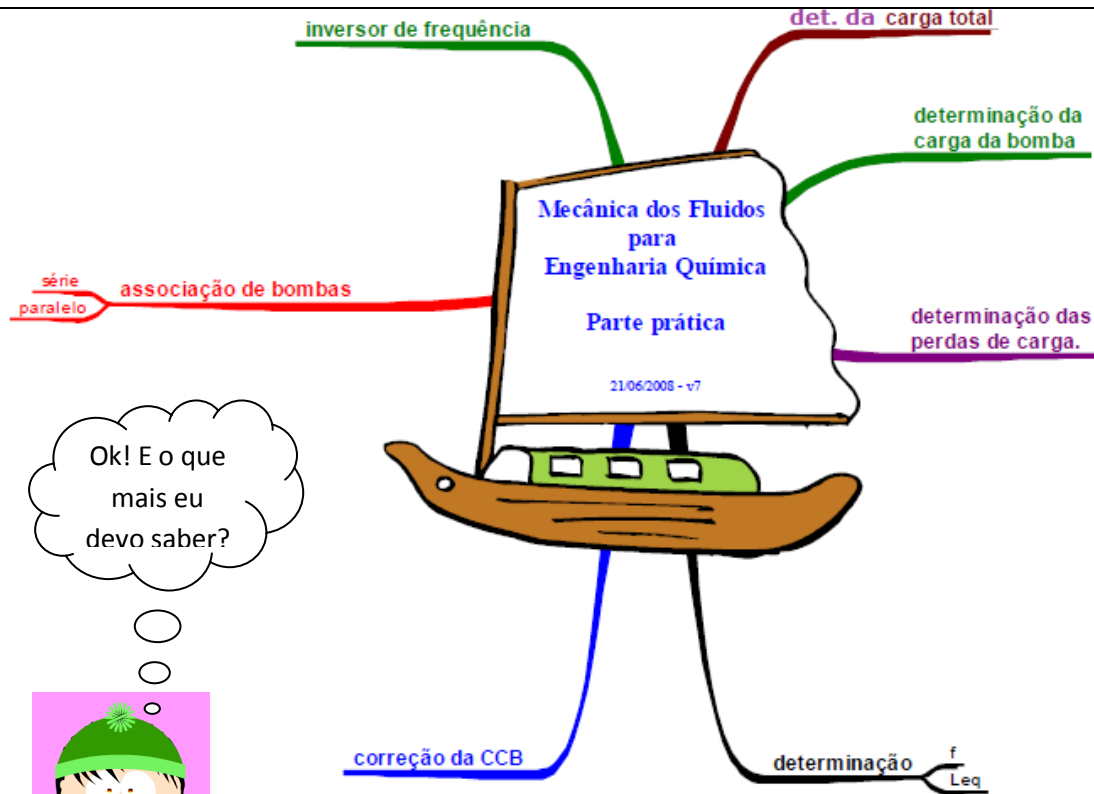 inversor de frequência
det. da carga total
determinação da
carga da bomba
Mecânica dos Fluidos
para
Engenharia Química
Parte prática
21/06/2008 - v7
série
paralelo
associação de bombas
determinação das
perdas de carga.
Ok! E o que
mais eu
devo saber?
correção da CCB
determinação
f
Leq